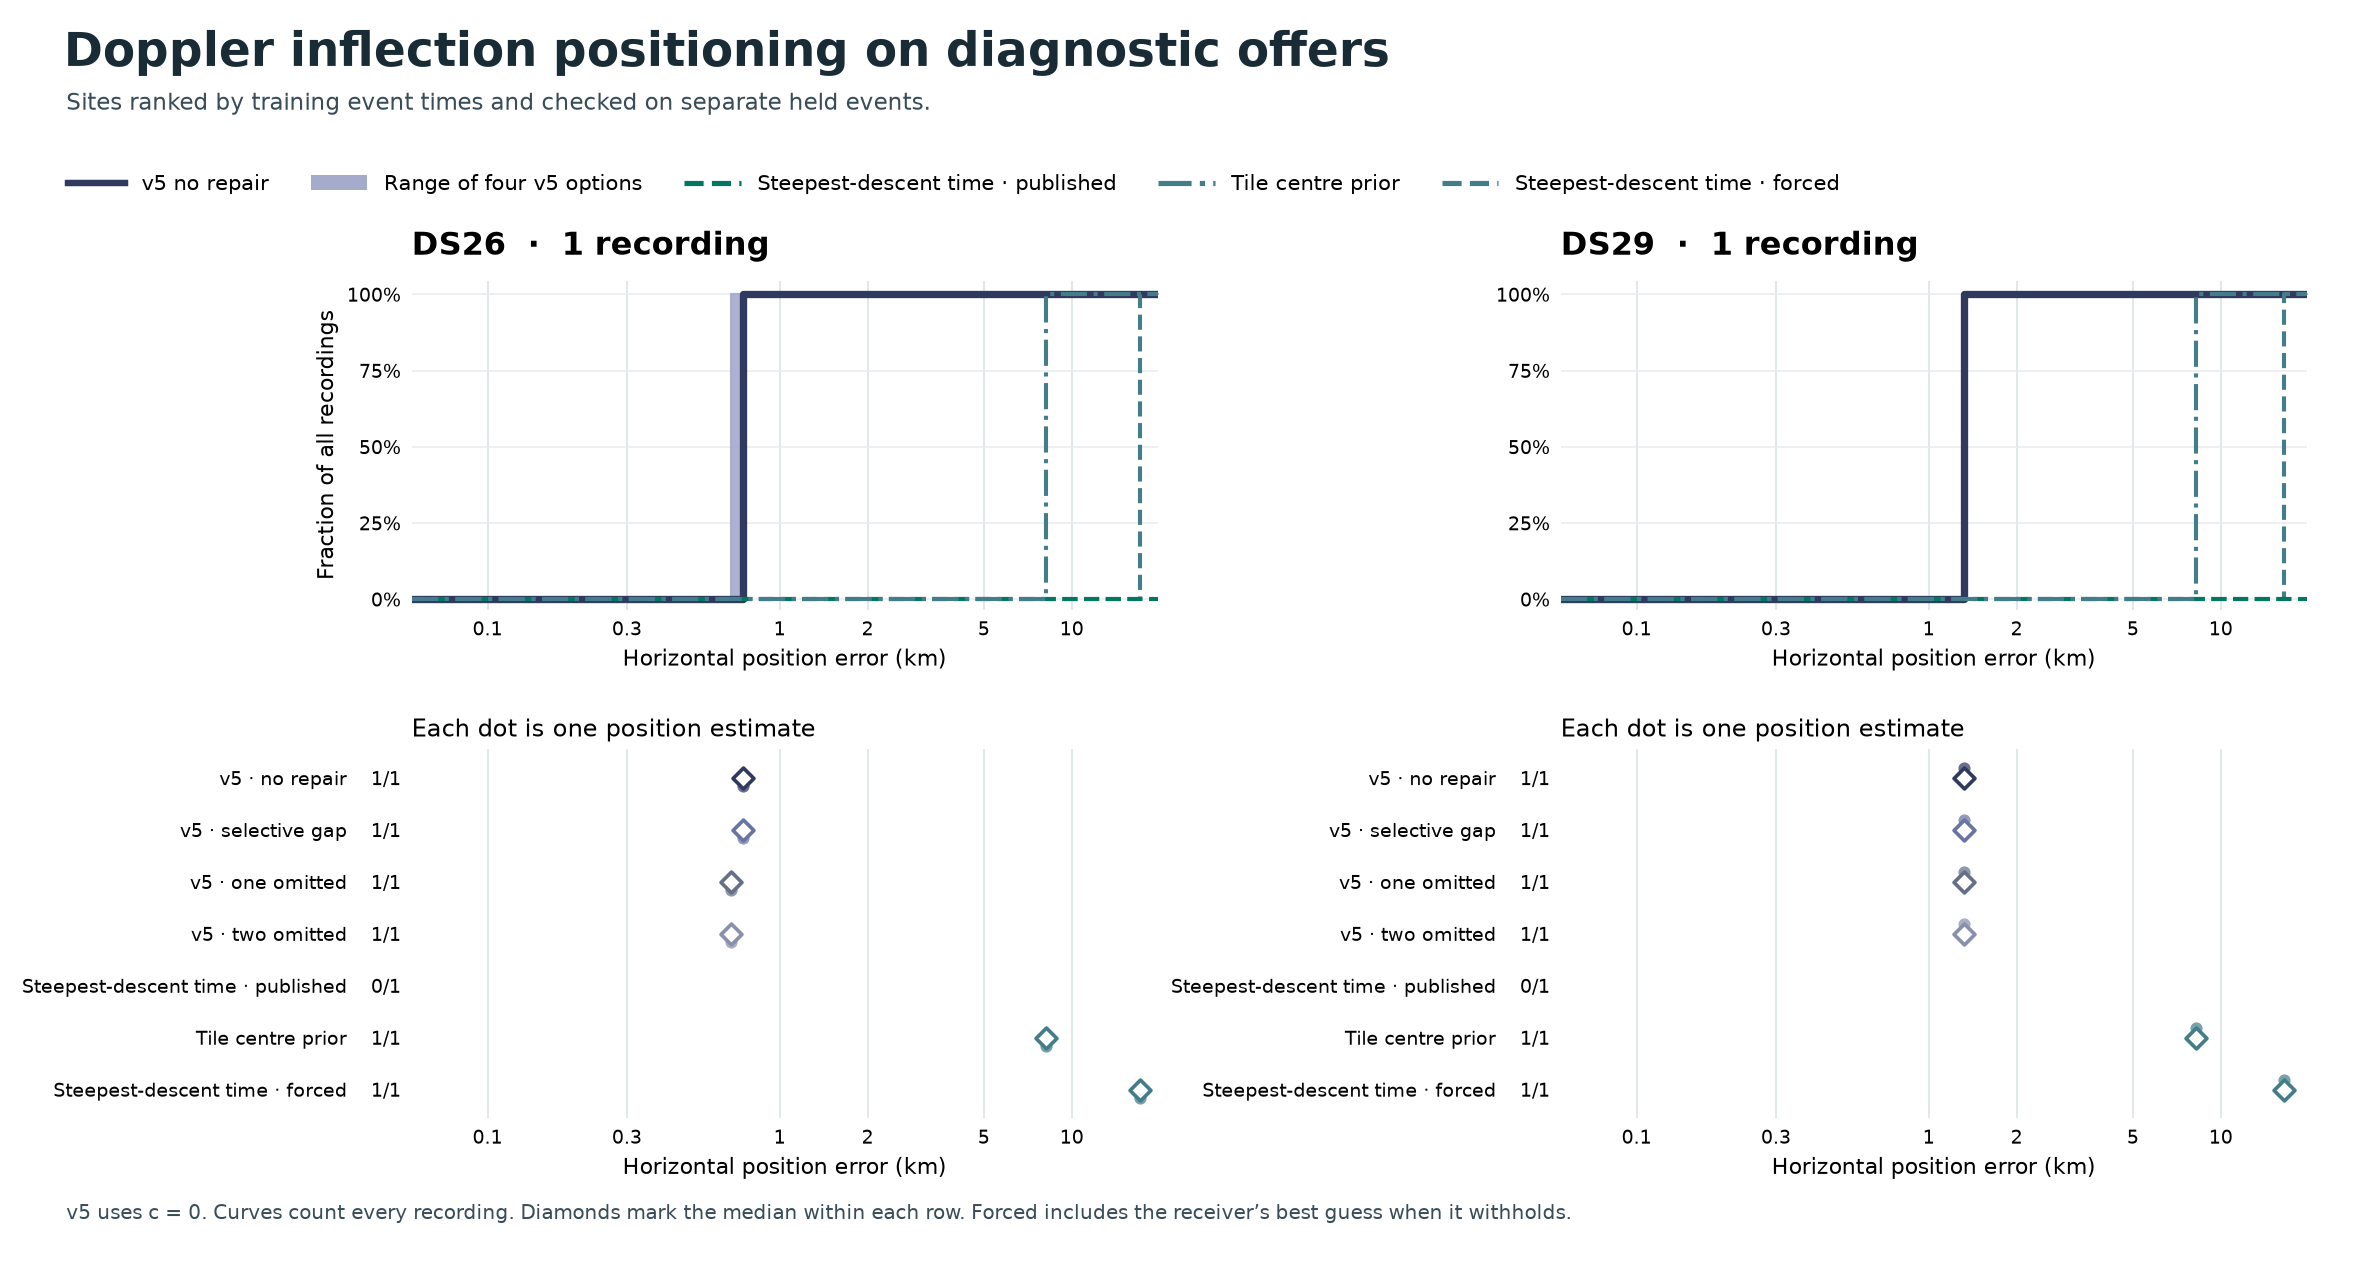 Doppler inflection positioning on diagnostic offers
Sites ranked by training event times and checked on separate held events.
v5 no repair
Range of four v5 options
Steepest-descent time · published
Tile centre prior
Steepest-descent time · forced
DS26 · 1 recording
100%
75%
50%
25%
0%
Fraction of all recordings
0.1 0.3 1 2 5 10
Horizontal position error (km)
DS29 · 1 recording
100%
75%
50%
25%
0%
0.1 0.3 1 2 5 10
Horizontal position error (km)
Each dot is one position estimate
v5 · no repair 1/1
v5 · selective gap 1/1
v5 · one omitted 1/1
v5 · two omitted 1/1
Steepest-descent time · published 0/1
Tile centre prior 1/1
Steepest-descent time · forced 1/1
0.1 0.3 1 2 5 10
Horizontal position error (km)
Each dot is one position estimate
v5 · no repair 1/1
v5 · selective gap 1/1
v5 · one omitted 1/1
v5 · two omitted 1/1
Steepest-descent time · published 0/1
Tile centre prior 1/1
Steepest-descent time · forced 1/1
0.1 0.3 1 2 5 10
Horizontal position error (km)
v5 uses c = 0. Curves count every recording. Diamonds mark the median within each row. Forced includes the receiver’s best guess when it withholds.